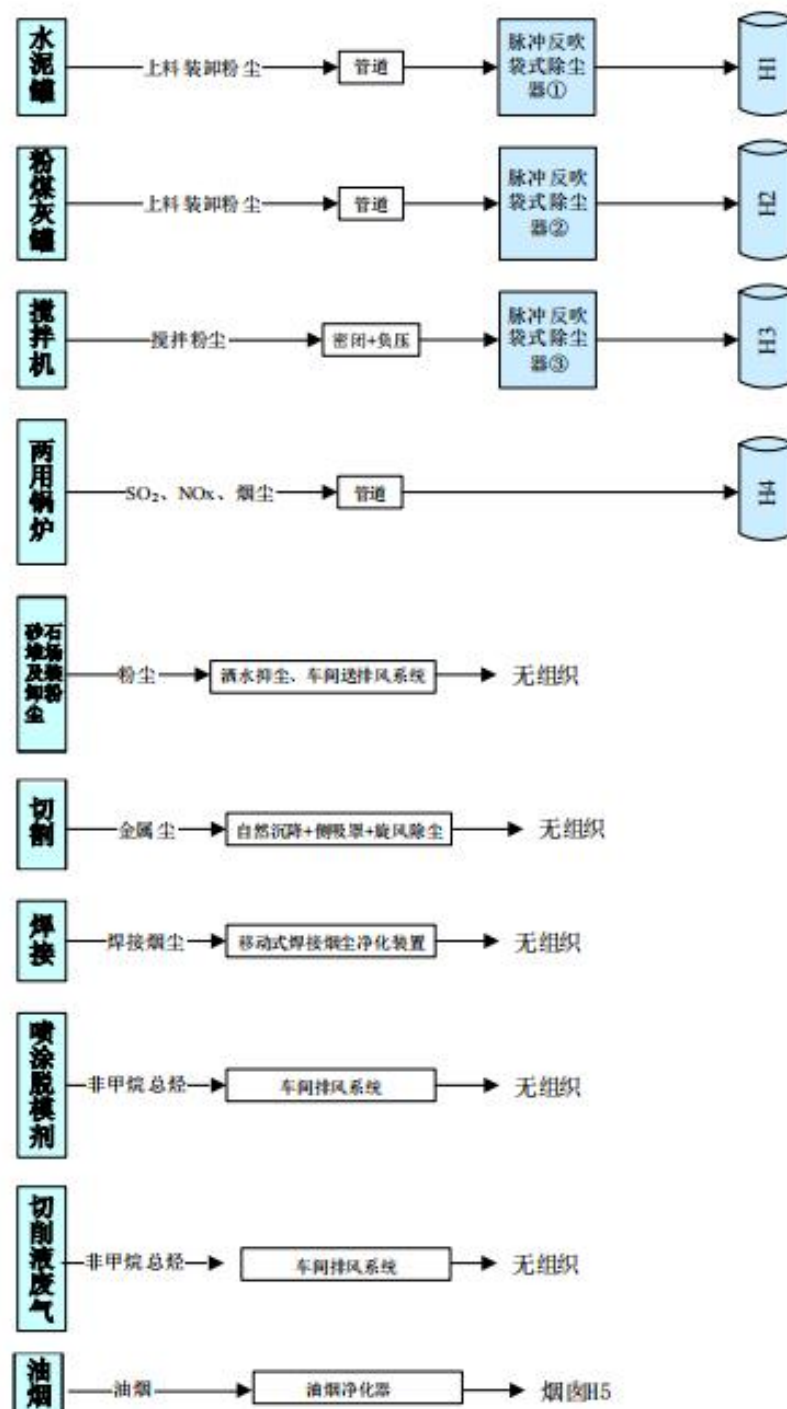 水泥罐
上料装卸粉尘
管道
脉冲反吹
袋式除尘
器①
H1
粉煤灰罐
上料装卸粉尘
管道
脉冲反吹
袋式除尘
器②
H2
搅拌机
搅拌粉尘
密闭+负压
脉冲反吹
袋式除尘
器③
H3
两用锅炉
SO₂、NOx、烟尘
管道
H4
砂石
堆场
及装
卸粉
尘
粉尘
洒水抑尘、车间送排风系统
无组织
切割
金属尘
自然沉降+侧吸罩+旋风除尘
无组织
焊接
焊接烟尘
移动式焊接烟尘净化装置
无组织
喷涂脱模剂
非甲烷总烃
车间排风系统
无组织
切削液废气
非甲烷总烃
车间排风系统
无组织
油烟
油烟
油烟净化器
烟囱H5